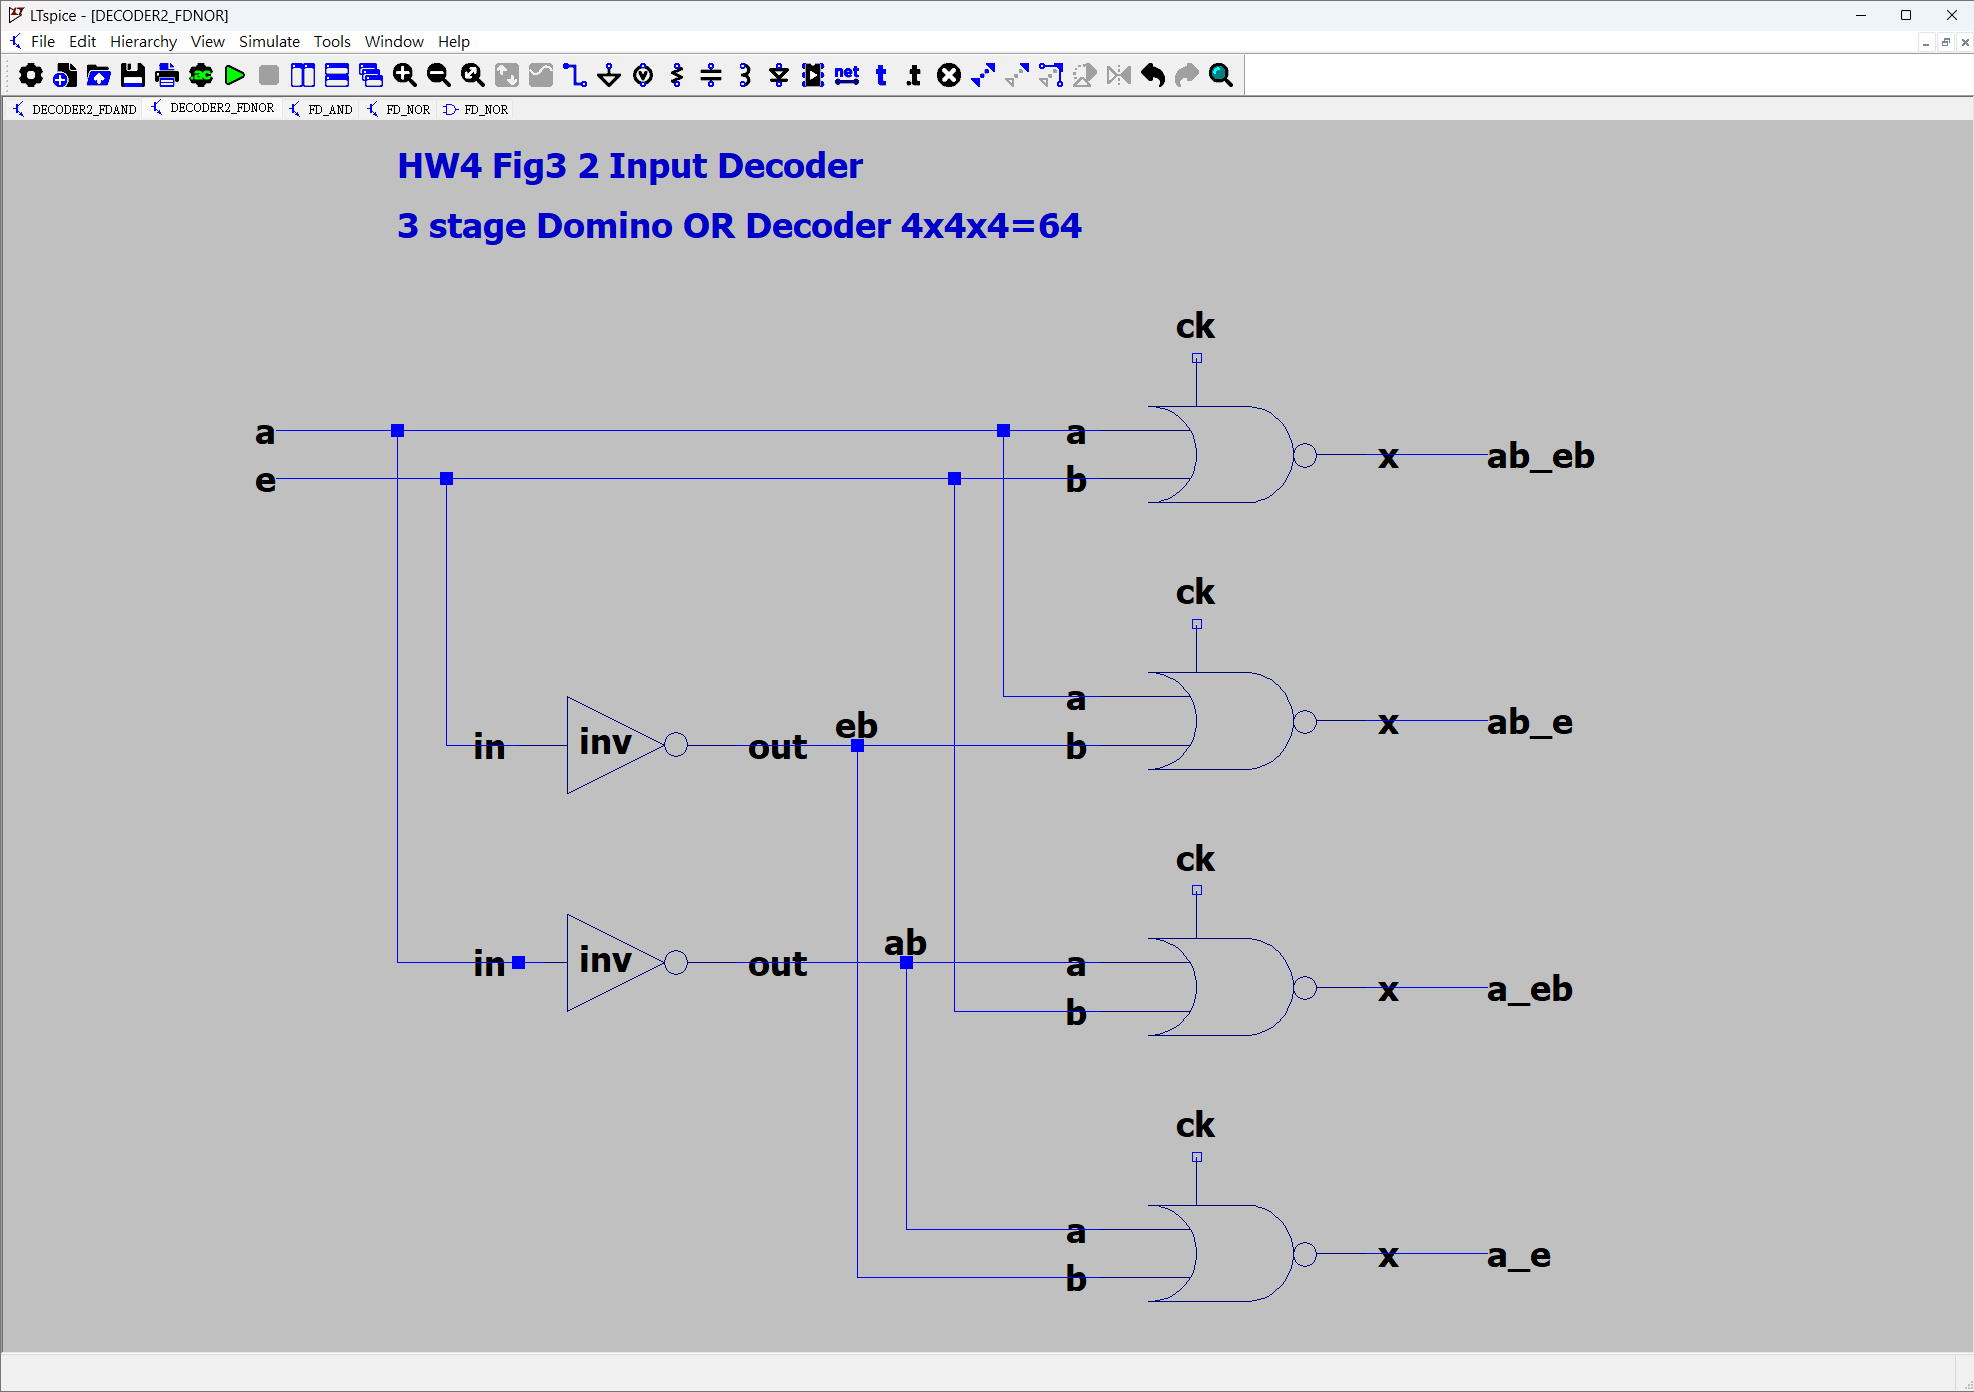 LTspice - [DECODER2_FDNOR]
File Edit Hierarchy View Simulate Tools Window Help
DECODER2_FDAND DECODER2_FDNOR FD_AND FD_NOR FD_NOR
HW4 Fig3 2 Input Decoder
3 stage Domino OR Decoder 4x4x4=64
ck
a a
e b x ab_eb
ck
a
in inv out eb b x ab_e
ck
in inv out ab a
b x a_eb
ck
a
b x a_e